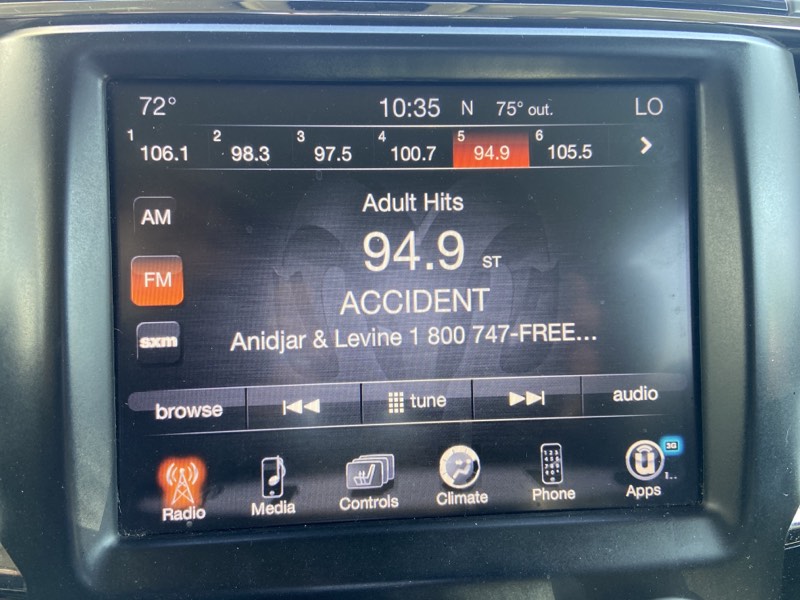 72° 10:35 N 75° out. LO
1 106.1 2 98.3 3 97.5 4 100.7 5 94.9 6 105.5
Adult Hits
AM
94.9 ST
FM
ACCIDENT
sxm
Anidjar & Levine 1 800 747-FREE...
browse tune audio
Radio Media Controls Climate Phone Apps
3G
1...